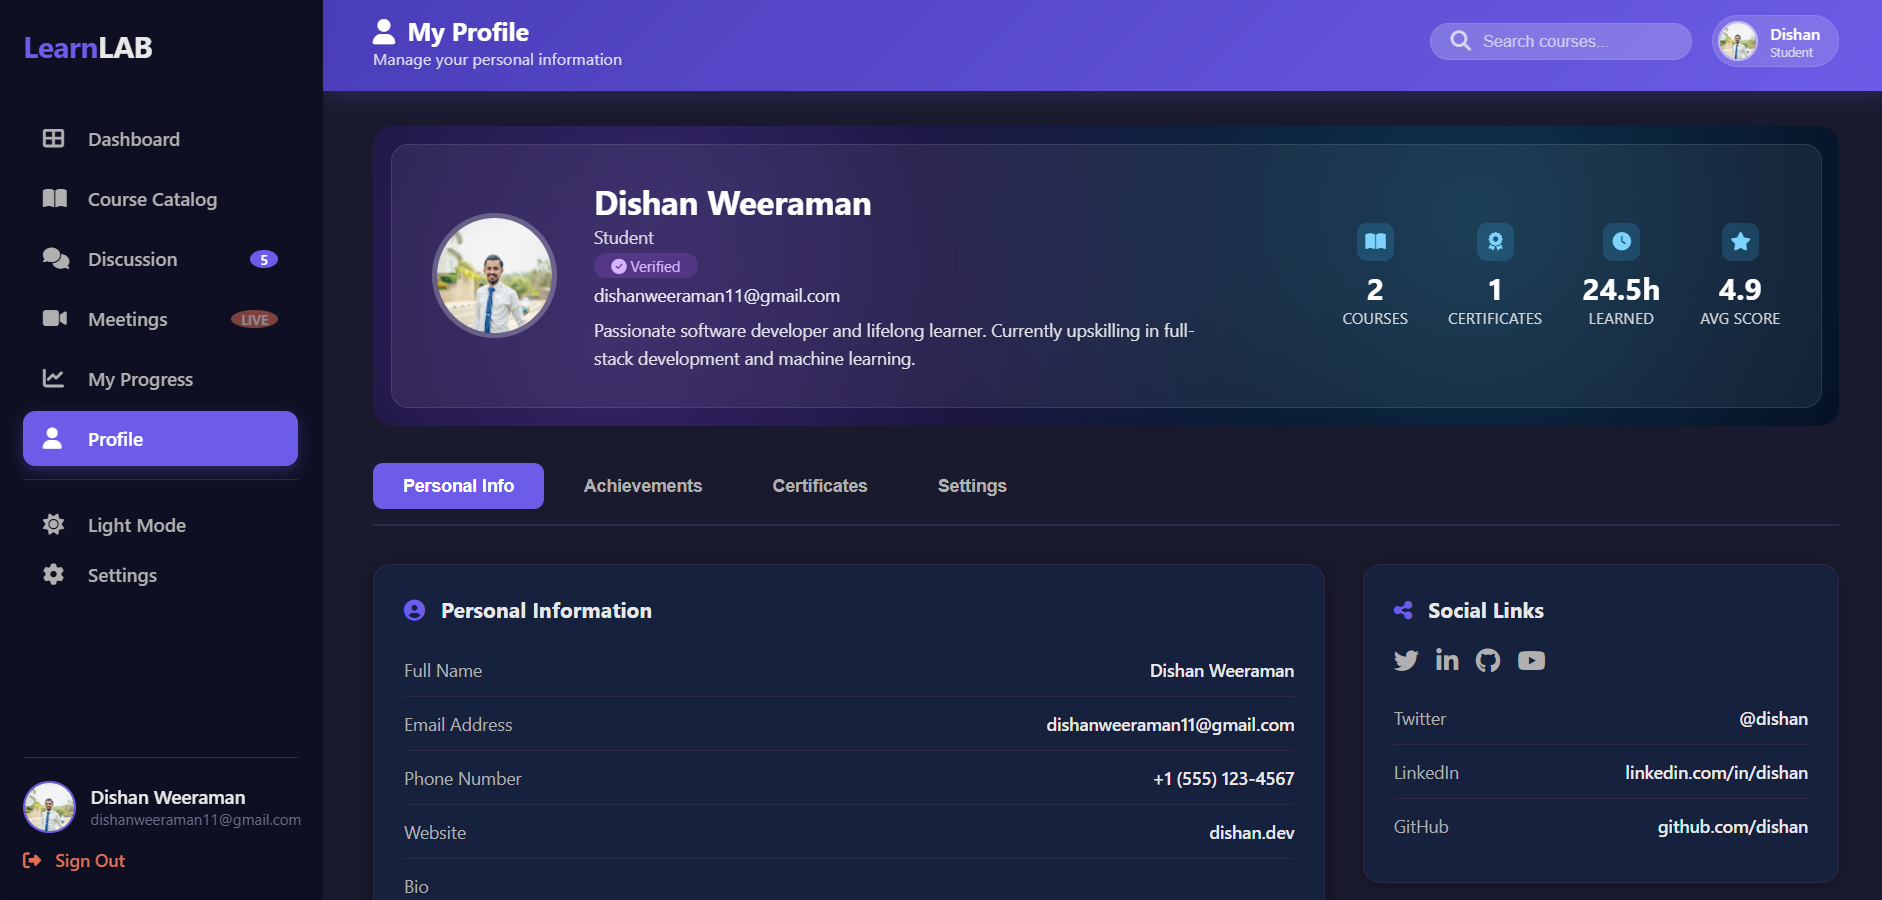 LearnLAB
Dashboard
Course Catalog
Discussion 5
Meetings LIVE
My Progress
Profile
Light Mode
Settings
Dishan Weeraman
dishanweeraman11@gmail.com
Sign Out
My Profile
Manage your personal information
Search courses...
Dishan
Student
Dishan Weeraman
Student
Verified
dishanweeraman11@gmail.com
Passionate software developer and lifelong learner. Currently upskilling in full-
stack development and machine learning.
2
COURSES
1
CERTIFICATES
24.5h
LEARNED
4.9
AVG SCORE
Personal Info Achievements Certificates Settings
Personal Information
Full Name Dishan Weeraman
Email Address dishanweeraman11@gmail.com
Phone Number +1 (555) 123-4567
Website dishan.dev
Bio
Social Links
Twitter @dishan
LinkedIn linkedin.com/in/dishan
GitHub github.com/dishan